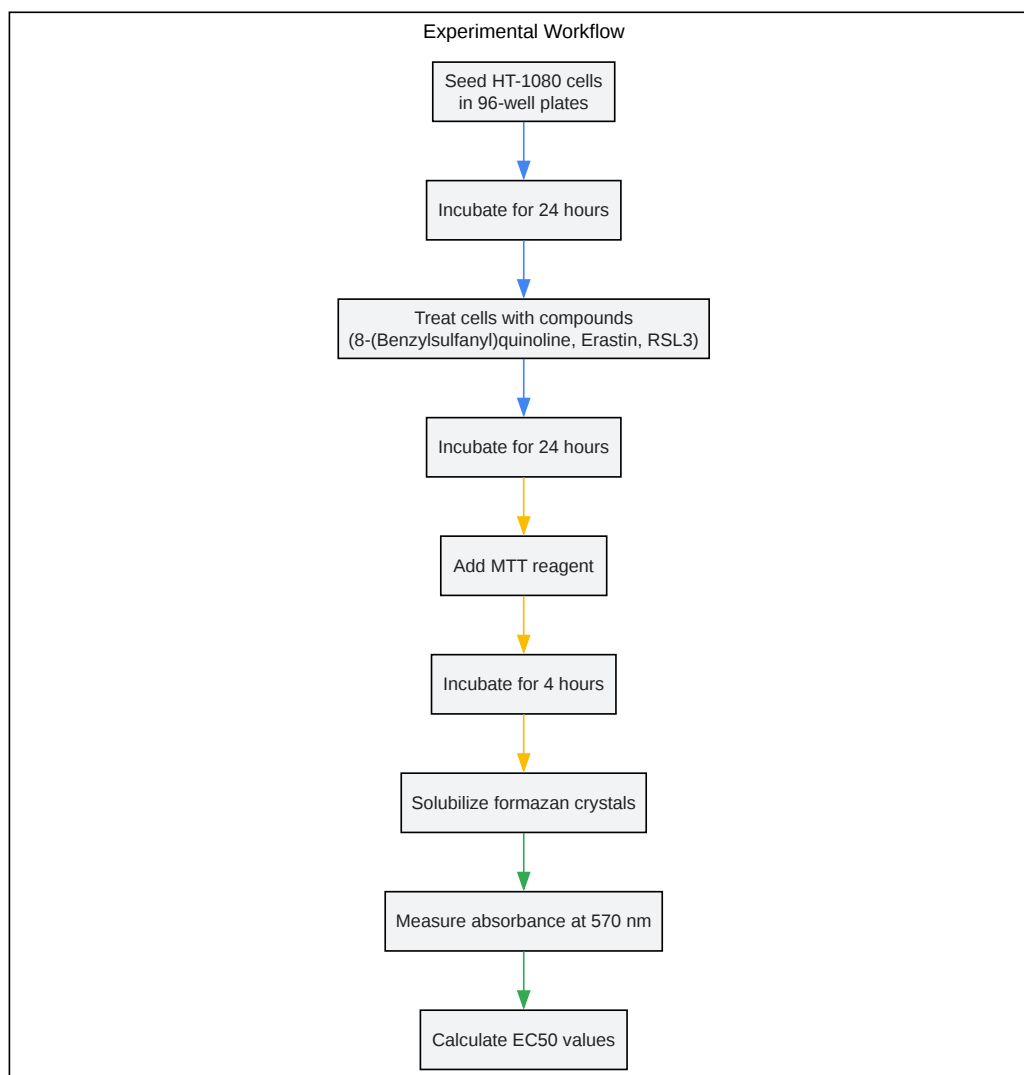 Experimental Workflow
Seed HT-1080 cells
in 96-well plates
Incubate for 24 hours
Treat cells with compounds
(8-(Benzylsulfanyl)quinoline, Erastin, RSL3)
Incubate for 24 hours
Add MTT reagent
Incubate for 4 hours
Solubilize formazan crystals
Measure absorbance at 570 nm
Calculate EC50 values